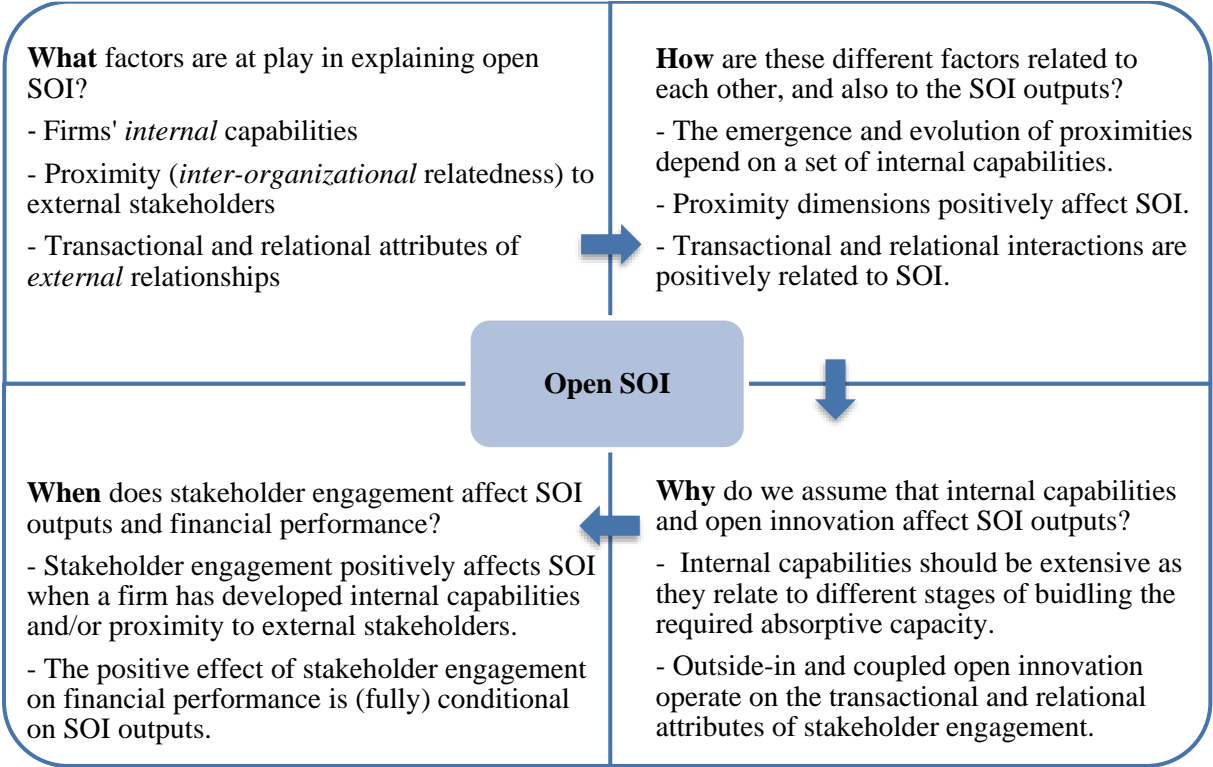 What factors are at play in explaining open
SOI?
- Firms' internal capabilities
- Proximity (inter-organizational relatedness) to
external stakeholders
- Transactional and relational attributes of
external relationships
How are these different factors related to
each other, and also to the SOI outputs?
- The emergence and evolution of proximities
depend on a set of internal capabilities.
- Proximity dimensions positively affect SOI.
- Transactional and relational interactions are
positively related to SOI.
Open SOI
When does stakeholder engagement affect SOI
outputs and financial performance?
- Stakeholder engagement positively affects SOI
when a firm has developed internal capabilities
and/or proximity to external stakeholders.
- The positive effect of stakeholder engagement
on financial performance is (fully) conditional
on SOI outputs.
Why do we assume that internal capabilities
and open innovation affect SOI outputs?
- Internal capabilities should be extensive as
they relate to different stages of buidling the
required absorptive capacity.
- Outside-in and coupled open innovation
operate on the transactional and relational
attributes of stakeholder engagement.